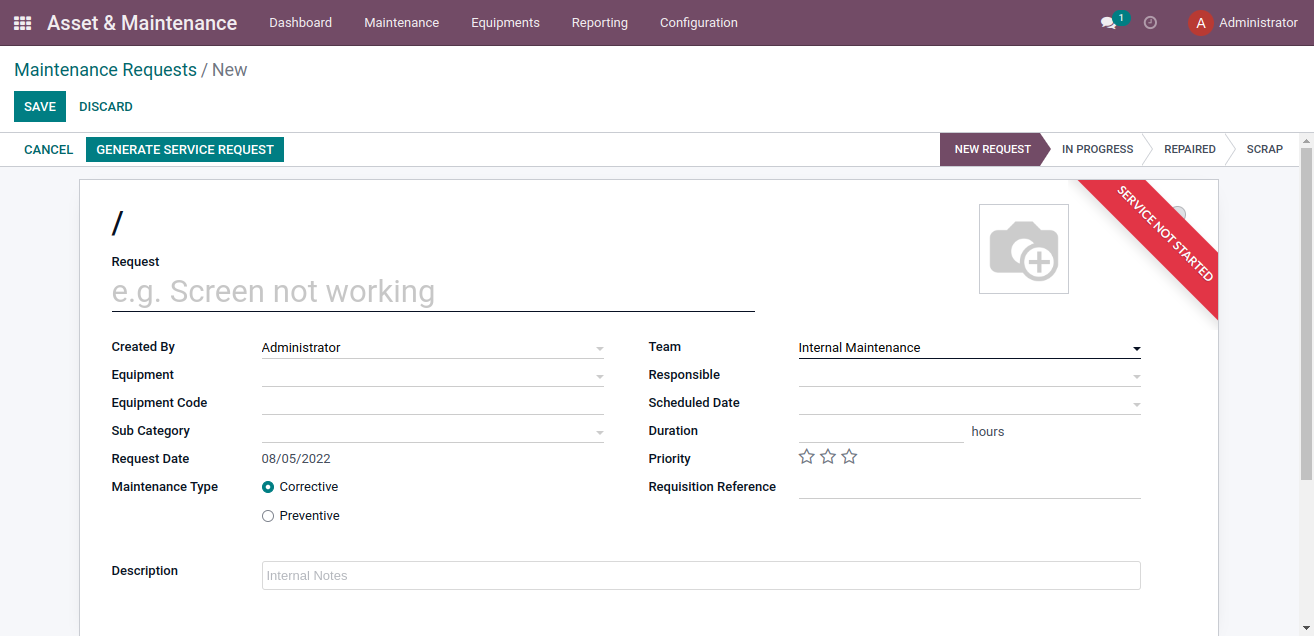 Asset & Maintenance Dashboard Maintenance Equipments Reporting Configuration 1 A Administrator
Maintenance Requests / New
SAVE DISCARD
CANCEL GENERATE SERVICE REQUEST NEW REQUEST IN PROGRESS REPAIRED SCRAP
/
SERVICE NOT STARTED
Request
e.g. Screen not working
Created By Administrator Team Internal Maintenance
Equipment Responsible
Equipment Code Scheduled Date
Sub Category Duration hours
Request Date 08/05/2022 Priority
Maintenance Type Corrective Requisition Reference
Preventive
Description Internal Notes